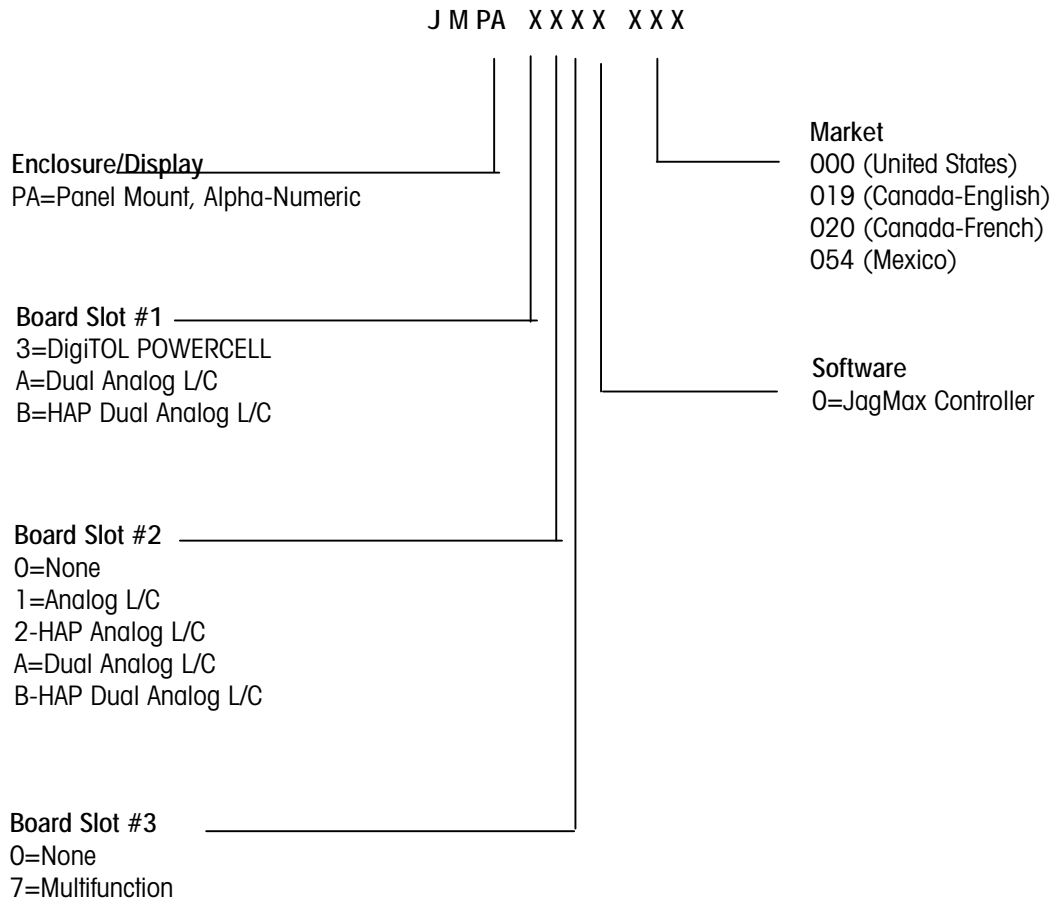 J M PA X X X X X X X
Enclosure/Display
PA=Panel Mount, Alpha-Numeric
Board Slot #1
3=DigiTOL POWERCELL
A=Dual Analog L/C
B=HAP Dual Analog L/C
Board Slot #2
0=None
1=Analog L/C
2-HAP Analog L/C
A=Dual Analog L/C
B-HAP Dual Analog L/C
Board Slot #3
0=None
7=Multifunction
Market
000 (United States)
019 (Canada-English)
020 (Canada-French)
054 (Mexico)
Software
0=JagMax Controller